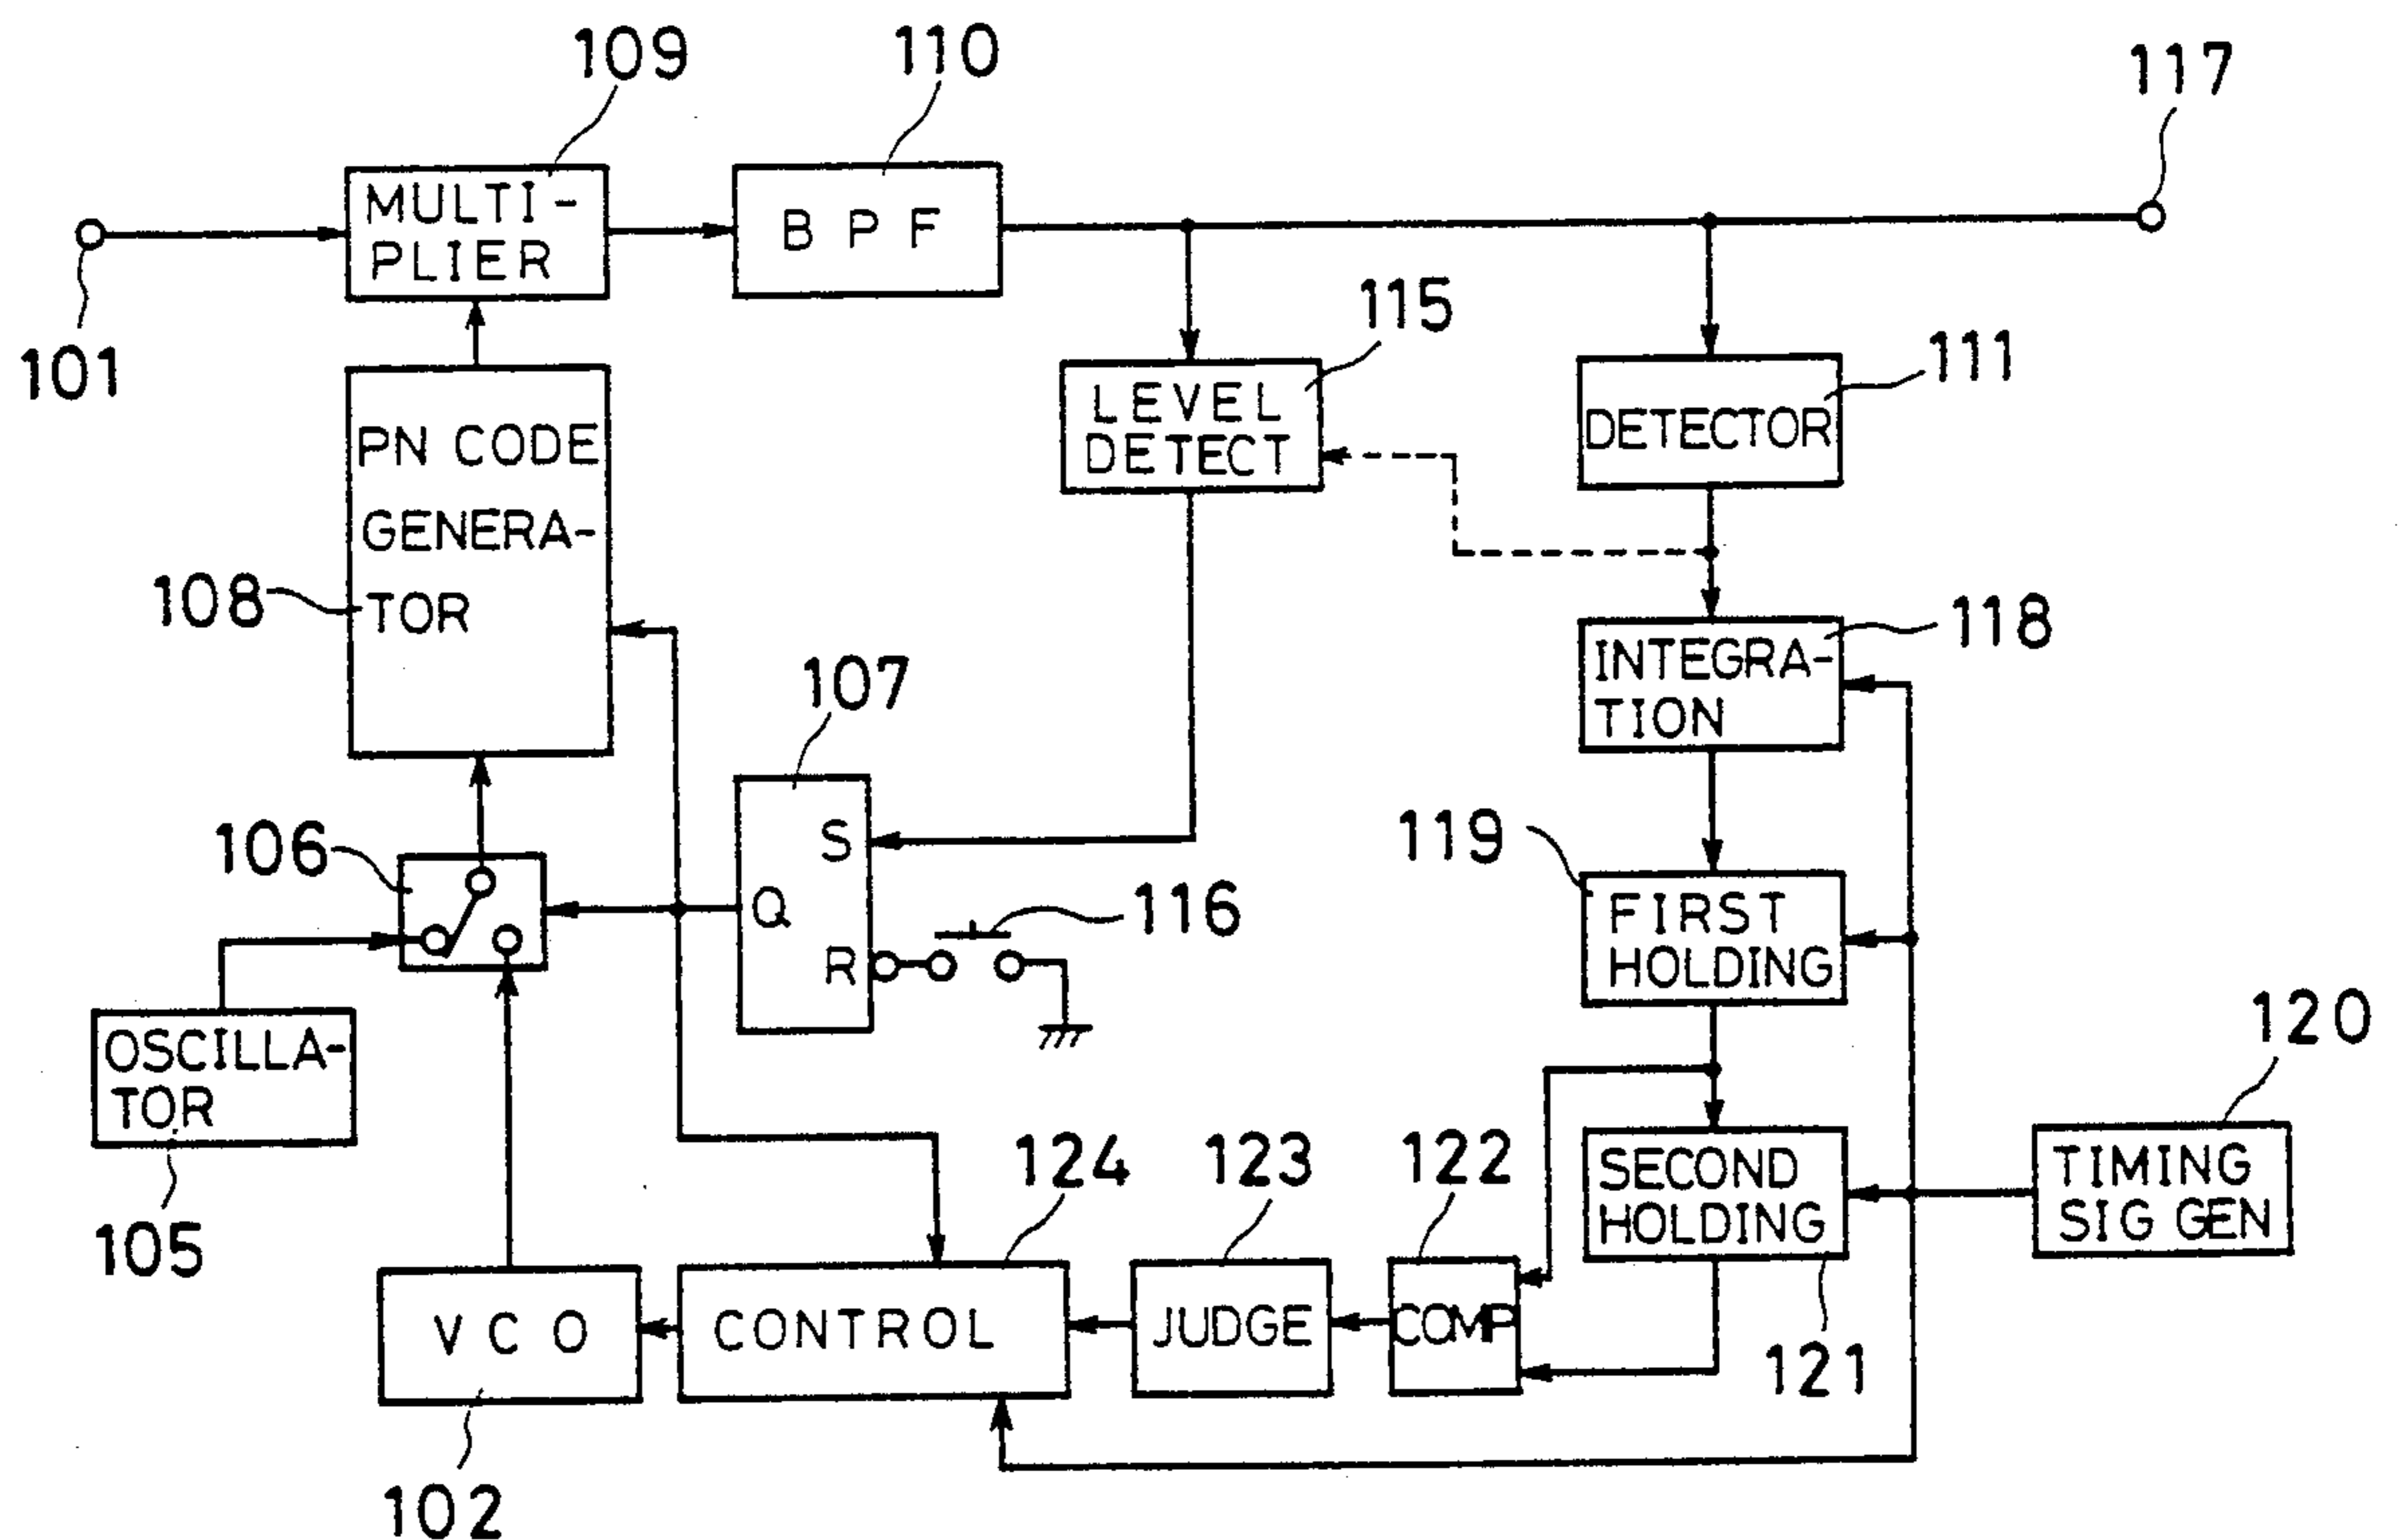 109
110
117
MULTI-
PLIER
B P F
101
115
111
LEVEL
DETECT
DETECTOR
PN CODE
GENERA-
TOR
108
118
INTEGRA-
TION
107
106
S
Q
R
116
119
FIRST
HOLDING
OSCILLA-
TOR
105
120
TIMING
SIG GEN
SECOND
HOLDING
121
124
123
122
V C O
CONTROL
JUDGE
COMP
102